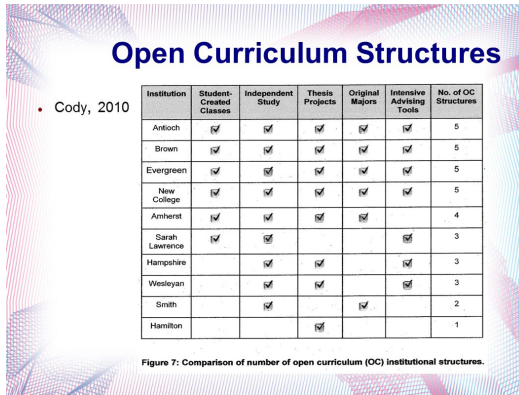 Open Curriculum Structures
• Cody, 2010
Institution
Student-
Created
Classes
Independent
Study
Thesis
Projects
Original
Majors
Intensive
Advising
Tools
No. of OC
Structures
Antioch ☑ ☑ ☑ ☑ ☑ 5
Brown ☑ ☑ ☑ ☑ ☑ 5
Evergreen ☑ ☑ ☑ ☑ ☑ 5
New
College ☑ ☑ ☑ ☑ ☑ 5
Amherst ☑ ☑ ☑ ☑ 4
Sarah
Lawrence ☑ ☑ ☑ 3
Hampshire ☑ ☑ ☑ 3
Wesleyan ☑ ☑ ☑ 3
Smith ☑ ☑ 2
Hamilton ☑ 1
Figure 7: Comparison of number of open curriculum (OC) institutional structures.